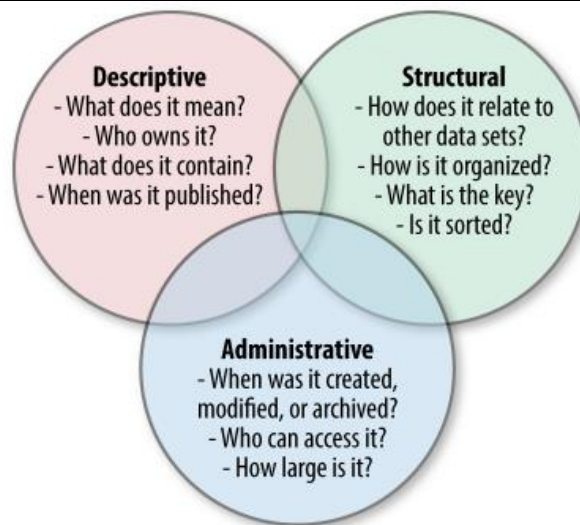 Descriptive
- What does it mean?
- Who owns it?
- What does it contain?
- When was it published?
Structural
- How does it relate to
other data sets?
- How is it organized?
- What is the key?
- Is it sorted?
Administrative
- When was it created,
modified, or archived?
- Who can access it?
- How large is it?